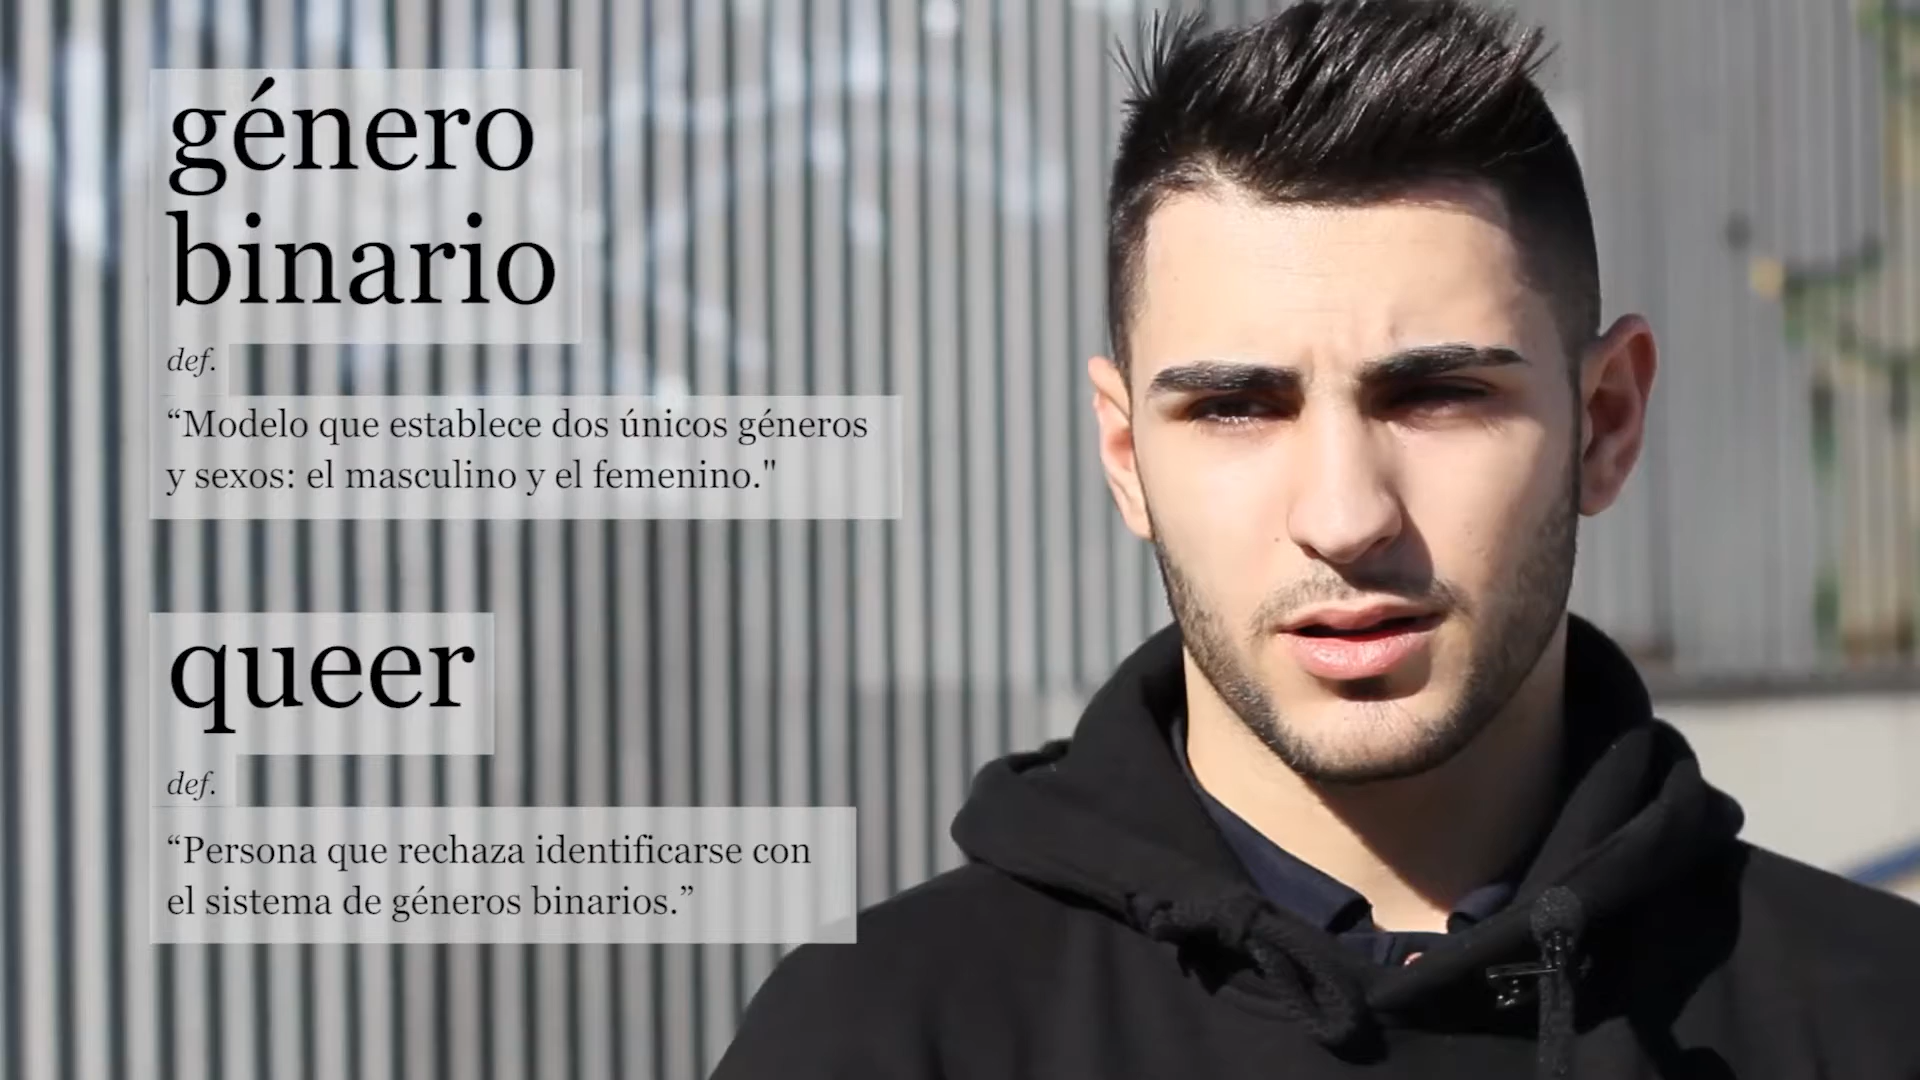 género
binario
def.
“Modelo que establece dos únicos géneros
y sexos: el masculino y el femenino."
queer
def.
“Persona que rechaza identificarse con
el sistema de géneros binarios.”